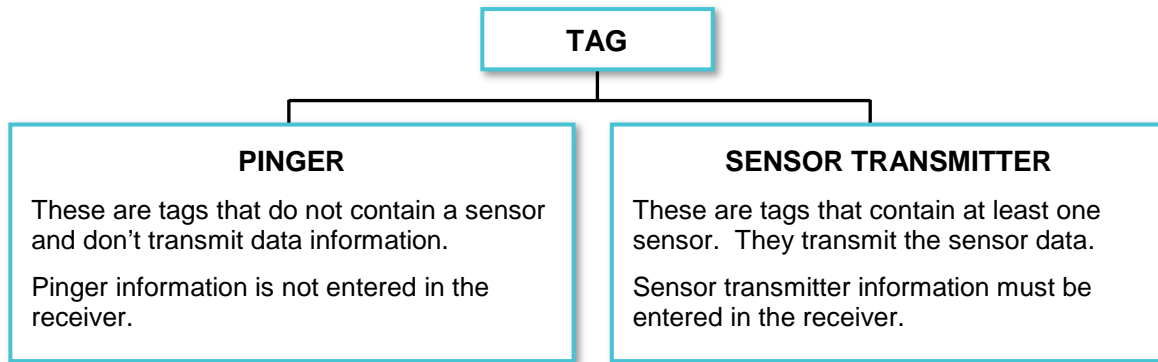 TAG
PINGER
These are tags that do not contain a sensor
and don’t transmit data information.
Pinger information is not entered in the
receiver.
SENSOR TRANSMITTER
These are tags that contain at least one
sensor.  They transmit the sensor data.
Sensor transmitter information must be
entered in the receiver.